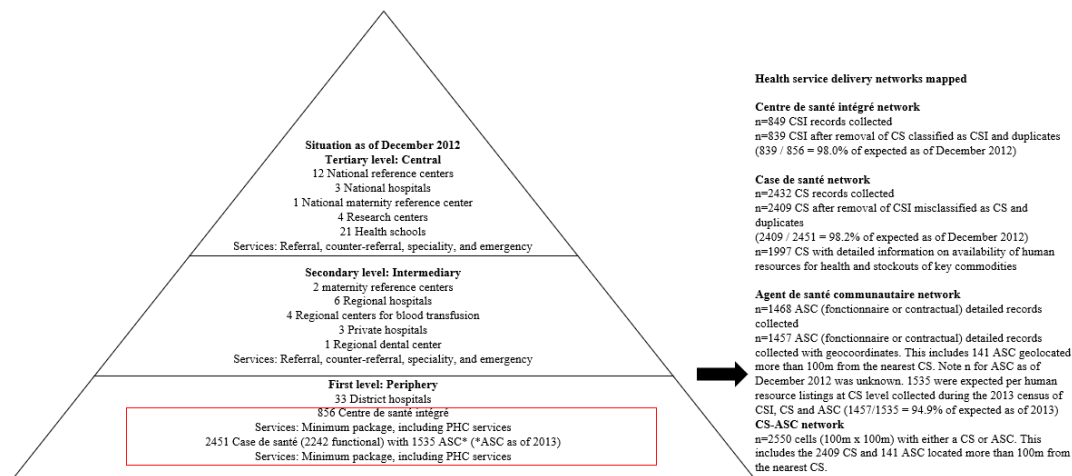 Situation as of December 2012
Tertiary level: Central
12 National reference centers
3 National hospitals
1 National maternity reference center
4 Research centers
21 Health schools
Services: Referral, counter-referral, speciality, and emergency
Secondary level: Intermediary
2 maternity reference centers
6 Regional hospitals
4 Regional centers for blood transfusion
3 Private hospitals
1 Regional dental center
Services: Referral, counter-referral, speciality, and emergency
First level: Periphery
33 District hospitals
856 Centre de santé intégré
Services: Minimum package, including PHC services
2451 Case de santé (2242 functional) with 1535 ASC* (*ASC as of 2013)
Services: Minimum package, including PHC services
Health service delivery networks mapped
Centre de santé intégré network
n=849 CSI records collected
n=839 CSI after removal of CS classified as CSI and duplicates
(839 / 856 = 98.0% of expected as of December 2012)
Case de santé network
n=2432 CS records collected
n=2409 CS after removal of CSI misclassified as CS and
duplicates
(2409 / 2451 = 98.2% of expected as of December 2012)
n=1997 CS with detailed information on availability of human
resources for health and stockouts of key commodities
Agent de santé communautaire network
n=1468 ASC (fonctionnaire or contractual) detailed records
collected
n=1457 ASC (fonctionnaire or contractual) detailed records
collected with geocoordinates. This includes 141 ASC geolocated
more than 100m from the nearest CS. Note n for ASC as of
December 2012 was unknown. 1535 were expected per human
resource listings at CS level collected during the 2013 census of
CSI, CS and ASC (1457/1535 = 94.9% of expected as of 2013)
CS-ASC network
n=2550 cells (100m x 100m) with either a CS or ASC. This
includes the 2409 CS and 141 ASC located more than 100m from
the nearest CS.